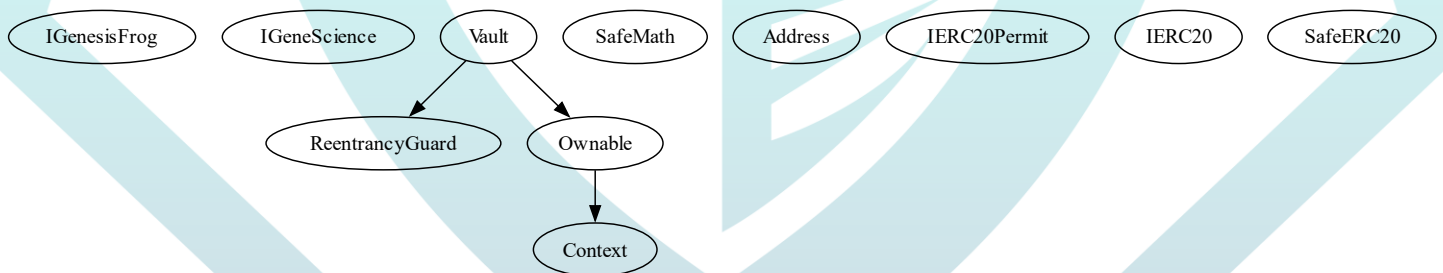 IGenesisFrog
IGeneScience
Vault
SafeMath
Address
IERC20Permit
IERC20
SafeERC20
ReentrancyGuard
Ownable
Context